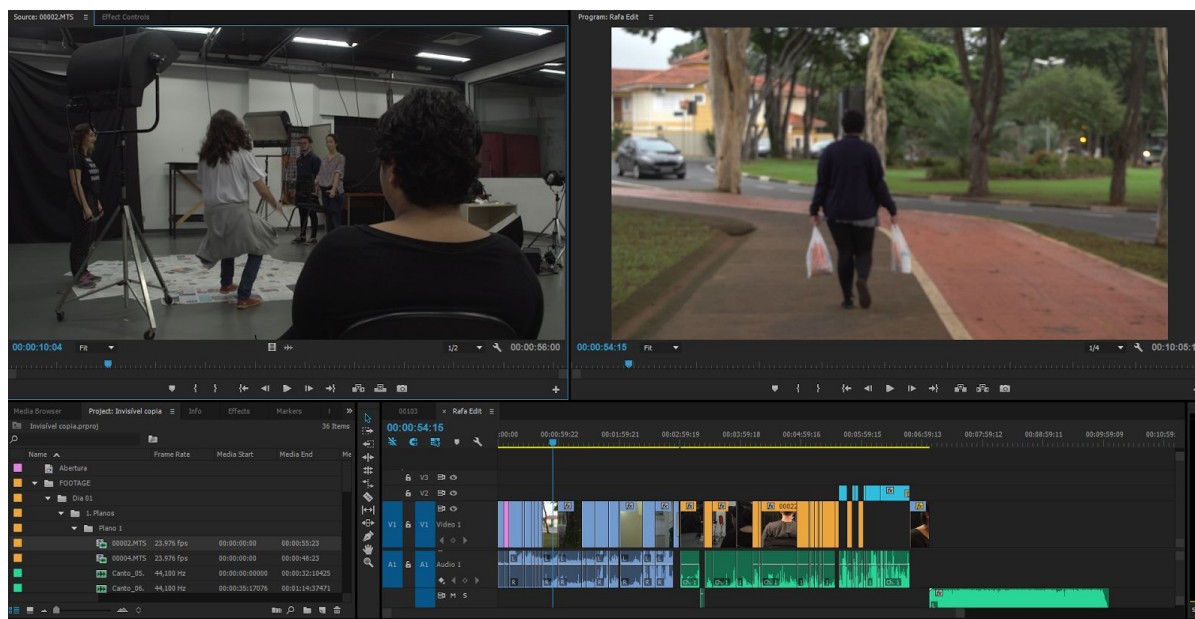 Source: 00002.MTS Effect Controls
Program: Rafa Edit
00:00:10:04 Fit 1/2 00:00:56:00
00:00:54:15 Fit 1/4 00:10:05:1
Media Browser Project: Invisível copia Info Effects Markers
Invisível copia.prproj 36 Items
Name Frame Rate Media Start Media End Me
Abertura
FOOTAGE
Dia 01
1. Planos
Plano 1
00002.MTS 23.976 fps 00:00:00:00 00:00:55:23
00004.MTS 23.976 fps 00:00:00:00 00:00:48:23
Canto_05. 44,100 Hz 00:00:00:00000 00:00:32:10425
Canto_06. 44,100 Hz 00:00:35:17076 00:01:14:37471
00103 × Rafa Edit
00:00:54:15
:00:00 00:00:59:22 00:01:59:21 00:02:59:19 00:03:59:18 00:04:59:16 00:05:59:15 00:06:59:13 00:07:59:12 00:08:59:11 00:09:59:09 00:10:59:
V3
V2
V1 V1 Video 1
00022
A1 A1 Audio 1
M S